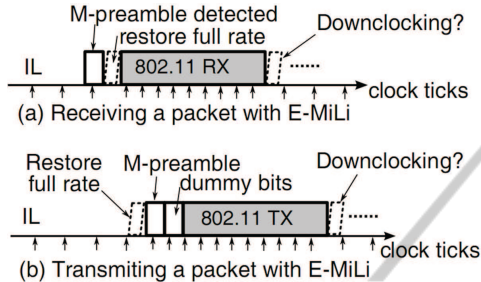 M-preamble detected
restore full rate
Downclocking?
IL
802.11 RX
clock ticks
(a) Receiving a packet with E-MiLi
Restore
full rate
M-preamble
dummy bits
Downclocking?
IL
802.11 TX
clock ticks
(b) Transmiting a packet with E-MiLi